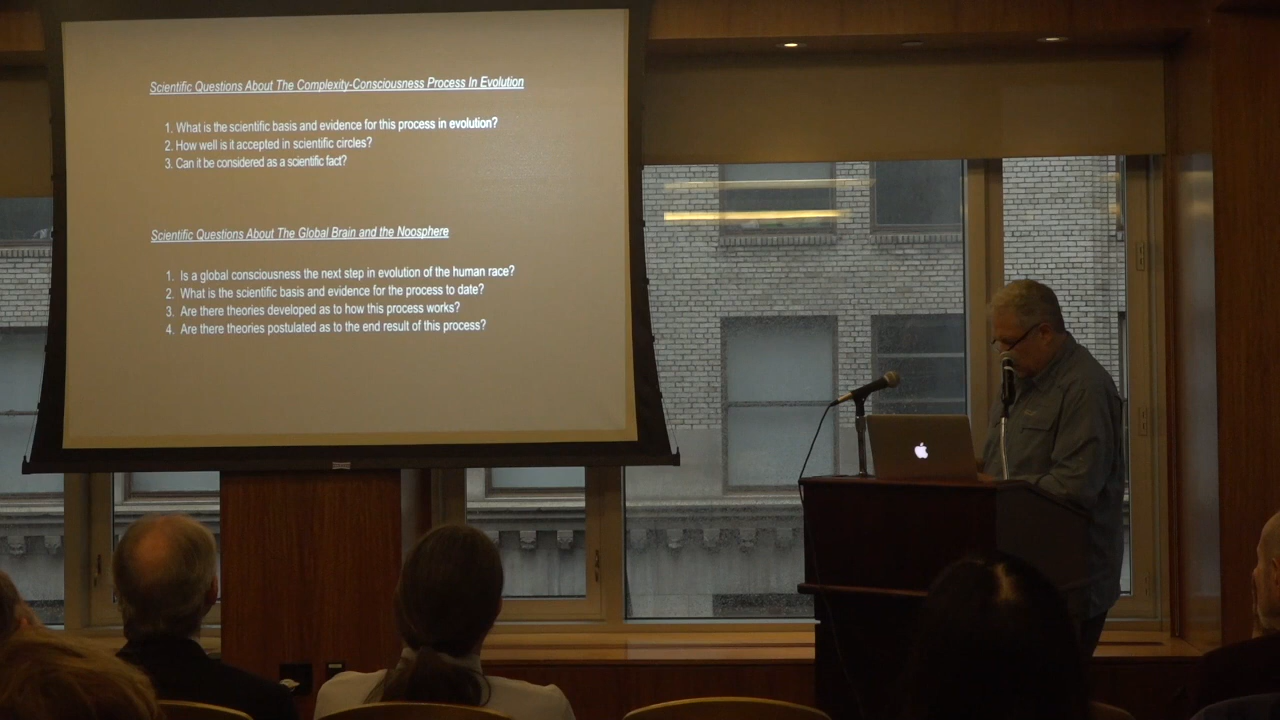 Scientific Questions About The Complexity-Consciousness Process In Evolution
1. What is the scientific basis and evidence for this process in evolution?
2. How well is it accepted in scientific circles?
3. Can it be considered as a scientific fact?
Scientific Questions About The Global Brain and the Noosphere
1. Is a global consciousness the next step in evolution of the human race?
2. What is the scientific basis and evidence for the process to date?
3. Are there theories developed as to how this process works?
4. Are there theories postulated as to the end result of this process?